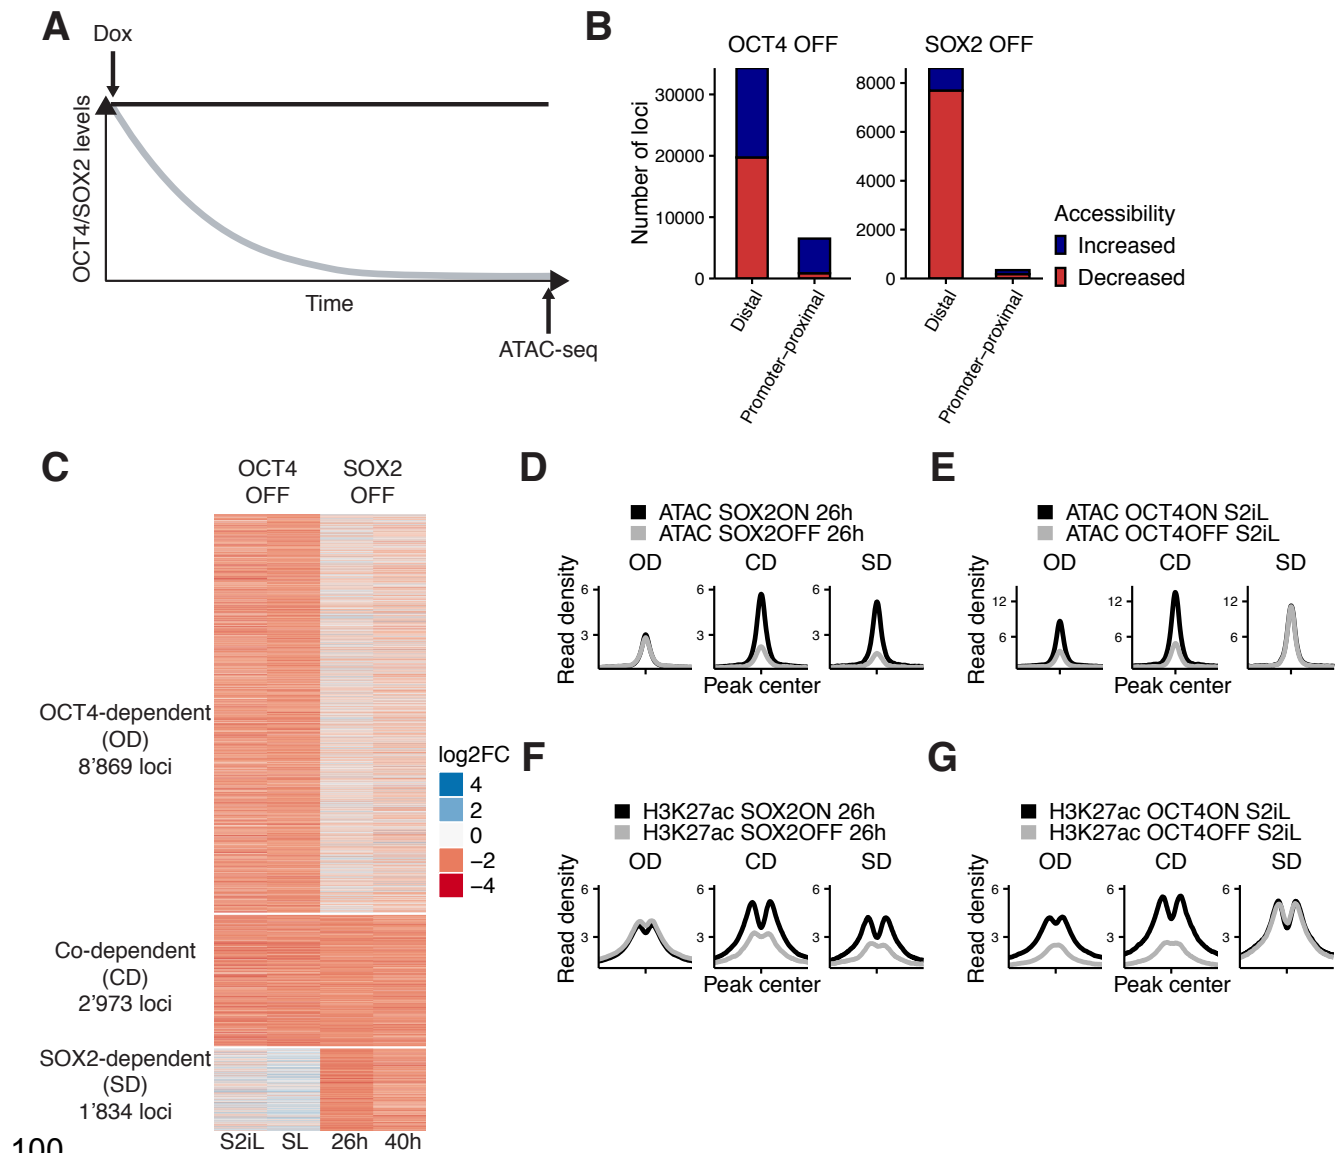 A
Dox
OCT4/SOX2 levels
Time
ATAC-seq
B
OCT4 OFF
SOX2 OFF
Number of loci
30000
20000
10000
0
8000
6000
4000
2000
0
Distal
Promoter-proximal
Distal
Promoter-proximal
Accessibility
Increased
Decreased
C
OCT4
OFF
SOX2
OFF
OCT4-dependent
(OD)
8'869 loci
Co-dependent
(CD)
2'973 loci
SOX2-dependent
(SD)
1'834 loci
S2iL SL 26h 40h
log2FC
4
2
0
−2
−4
D
ATAC SOX2ON 26h
ATAC SOX2OFF 26h
OD CD SD
Read density
6
3
6
3
6
3
Peak center
E
ATAC OCT4ON S2iL
ATAC OCT4OFF S2iL
OD CD SD
Read density
12
6
12
6
12
6
Peak center
F
H3K27ac SOX2ON 26h
H3K27ac SOX2OFF 26h
OD CD SD
Read density
6
3
6
3
6
3
Peak center
G
H3K27ac OCT4ON S2iL
H3K27ac OCT4OFF S2iL
OD CD SD
Read density
6
3
6
3
6
3
Peak center
100